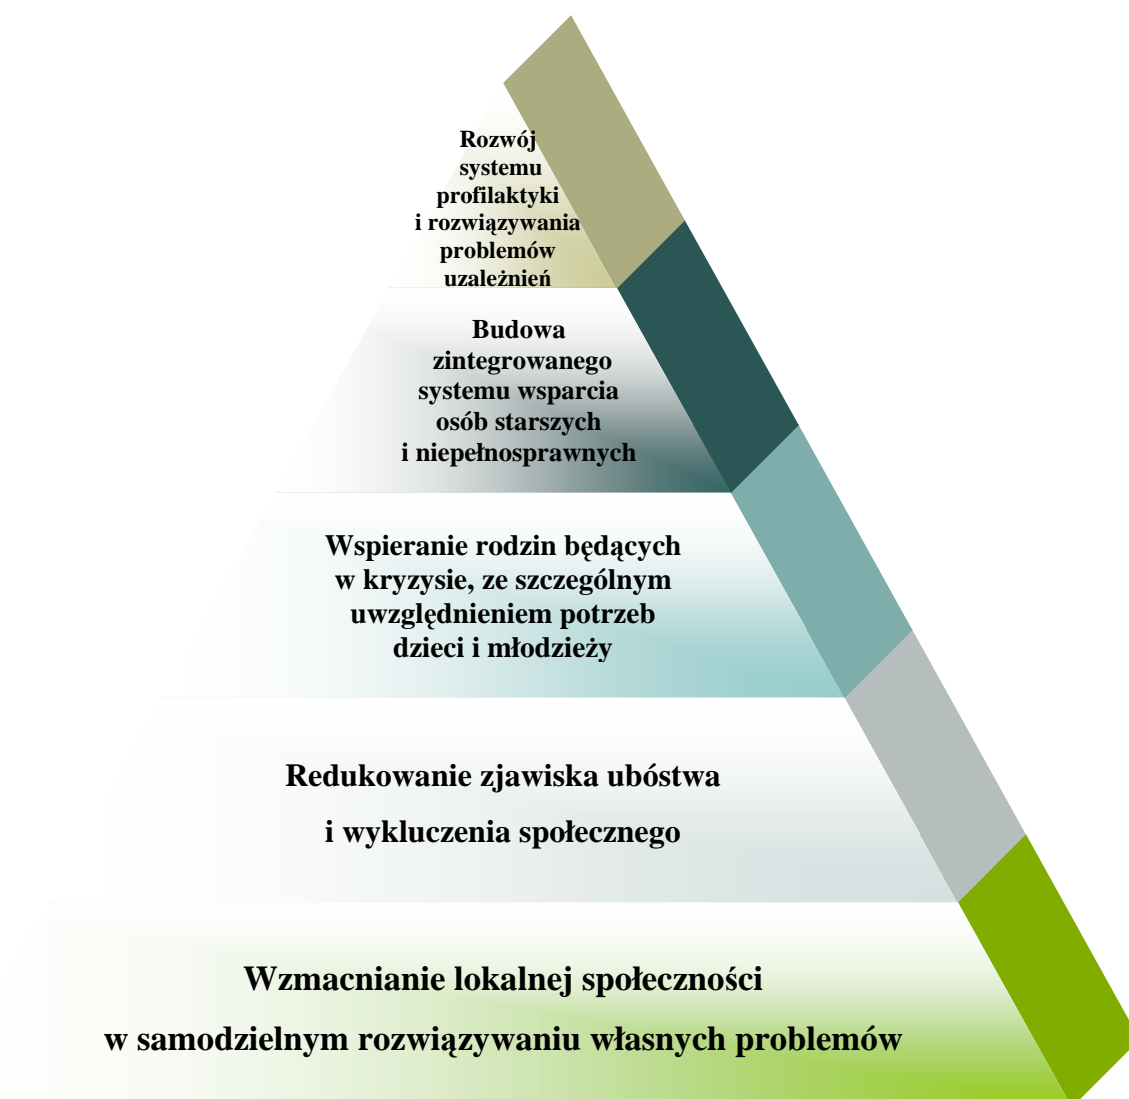 Rozwój
systemu
profilaktyki
i rozwiązywania
problemów
uzależnień
Budowa
zintegrowanego
systemu wsparcia
osób starszych
i niepełnosprawnych
Wspieranie rodzin będących
w kryzysie, ze szczególnym
uwzględnieniem potrzeb
dzieci i młodzieży
Redukowanie zjawiska ubóstwa
i wykluczenia społecznego
Wzmacnianie lokalnej społeczności
w samodzielnym rozwiązywaniu własnych problemów